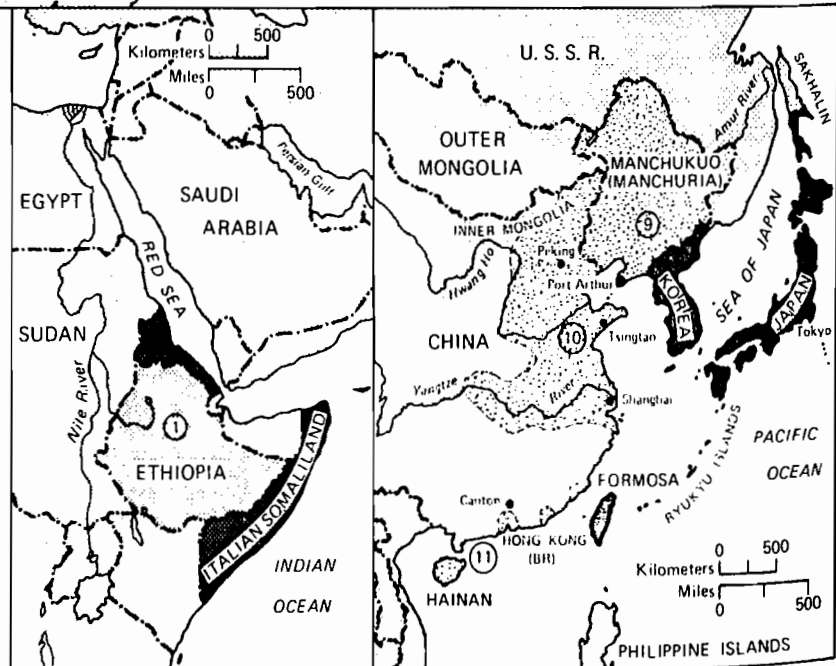 Kilometers 0 500
Miles 0 500
EGYPT
SAUDI
ARABIA
Persian Gulf
RED SEA
SUDAN
Nile River
1
ETHIOPIA
ITALIAN SOMALILAND
INDIAN
OCEAN
U.S.S.R.
SAKHALIN
Amur River
OUTER
MONGOLIA
MANCHUKUO
(MANCHURIA)
INNER MONGOLIA
9
Hwang Ho
Peking
Port Arthur
SEA OF JAPAN
KOREA
JAPAN
Tokyo
10
Tsingtan
CHINA
Yangtze
River
Shanghai
RYUKYU ISLANDS
PACIFIC
OCEAN
FORMOSA
Canton
HONG KONG
(BR)
11
HAINAN
0 500
Kilometers
Miles
0 500
PHILIPPINE ISLANDS